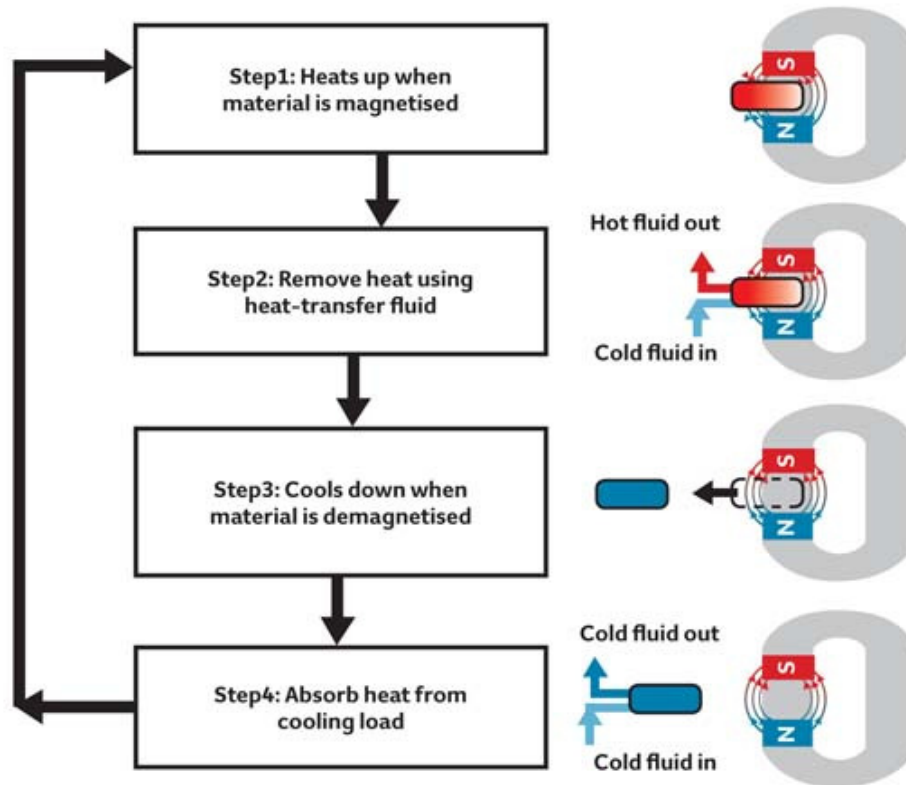 Step1: Heats up when
material is magnetised
S
N
Step2: Remove heat using
heat-transfer fluid
Hot fluid out
S
N
Cold fluid in
Step3: Cools down when
material is demagnetised
S
N
Step4: Absorb heat from
cooling load
Cold fluid out
S
N
Cold fluid in